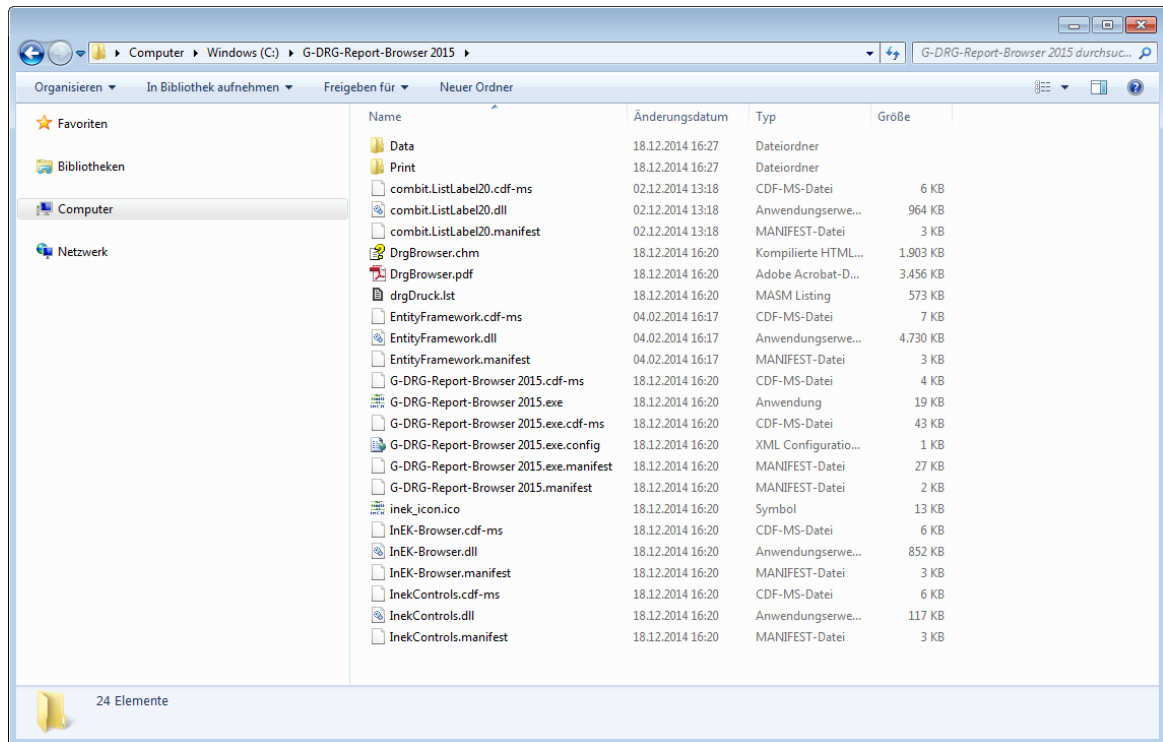 Computer Windows (C:) G-DRG-Report-Browser 2015 G-DRG-Report-Browser 2015 durchsuc...
Organisieren In Bibliothek aufnehmen Freigeben für Neuer Ordner
Favoriten
Bibliotheken
Computer
Netzwerk
Name Änderungsdatum Typ Größe
Data 18.12.2014 16:27 Dateiordner
Print 18.12.2014 16:27 Dateiordner
combit.ListLabel20.cdf-ms 02.12.2014 13:18 CDF-MS-Datei 6 KB
combit.ListLabel20.dll 02.12.2014 13:18 Anwendungserwe... 964 KB
combit.ListLabel20.manifest 02.12.2014 13:18 MANIFEST-Datei 3 KB
DrgBrowser.chm 18.12.2014 16:20 Kompilierte HTML... 1.903 KB
DrgBrowser.pdf 18.12.2014 16:20 Adobe Acrobat-D... 3.456 KB
drgDruck.lst 18.12.2014 16:20 MASM Listing 573 KB
EntityFramework.cdf-ms 04.02.2014 16:17 CDF-MS-Datei 7 KB
EntityFramework.dll 04.02.2014 16:17 Anwendungserwe... 4.730 KB
EntityFramework.manifest 04.02.2014 16:17 MANIFEST-Datei 3 KB
G-DRG-Report-Browser 2015.cdf-ms 18.12.2014 16:20 CDF-MS-Datei 4 KB
G-DRG-Report-Browser 2015.exe 18.12.2014 16:20 Anwendung 19 KB
G-DRG-Report-Browser 2015.exe.cdf-ms 18.12.2014 16:20 CDF-MS-Datei 43 KB
G-DRG-Report-Browser 2015.exe.config 18.12.2014 16:20 XML Configuratio... 1 KB
G-DRG-Report-Browser 2015.exe.manifest 18.12.2014 16:20 MANIFEST-Datei 27 KB
G-DRG-Report-Browser 2015.manifest 18.12.2014 16:20 MANIFEST-Datei 2 KB
inek_icon.ico 18.12.2014 16:20 Symbol 13 KB
InEK-Browser.cdf-ms 18.12.2014 16:20 CDF-MS-Datei 6 KB
InEK-Browser.dll 18.12.2014 16:20 Anwendungserwe... 852 KB
InEK-Browser.manifest 18.12.2014 16:20 MANIFEST-Datei 3 KB
InekControls.cdf-ms 18.12.2014 16:20 CDF-MS-Datei 6 KB
InekControls.dll 18.12.2014 16:20 Anwendungserwe... 117 KB
InekControls.manifest 18.12.2014 16:20 MANIFEST-Datei 3 KB
24 Elemente